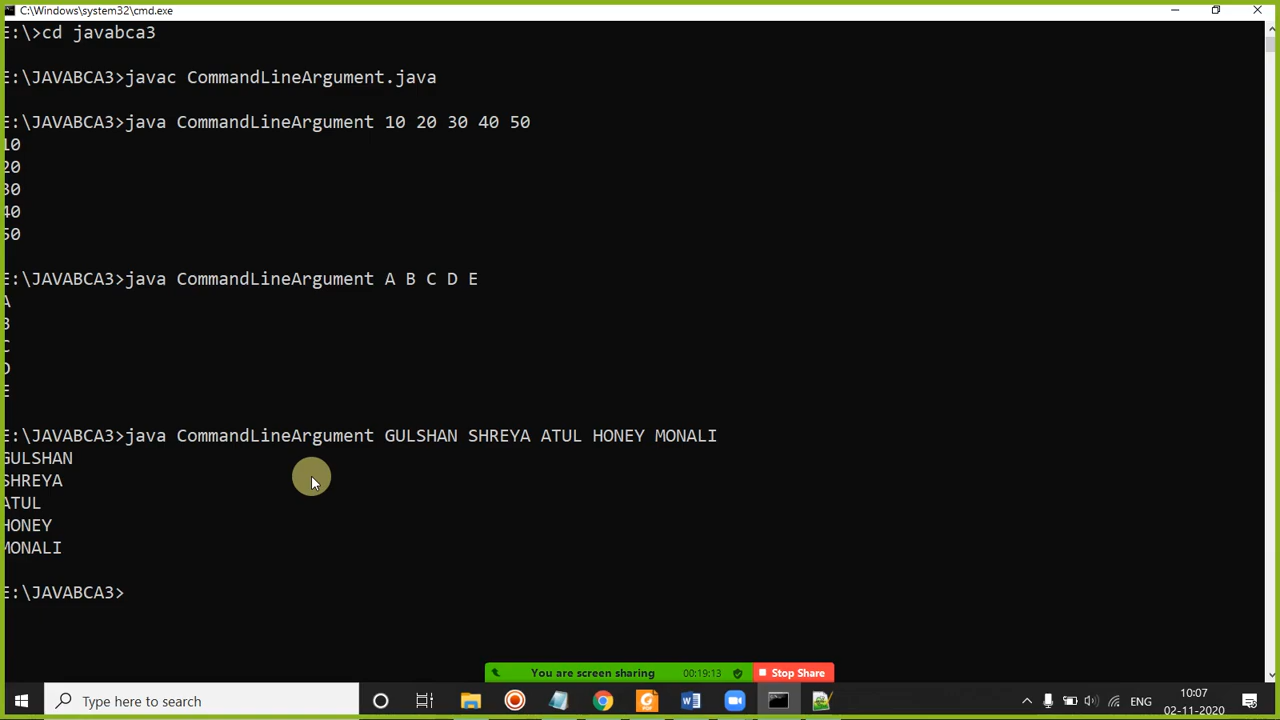 C:\Windows\system32\cmd.exe
E:\>cd javabca3
E:\JAVABCA3>javac CommandLineArgument.java
E:\JAVABCA3>java CommandLineArgument 10 20 30 40 50
10
20
30
40
50
E:\JAVABCA3>java CommandLineArgument A B C D E
A
B
C
D
E
E:\JAVABCA3>java CommandLineArgument GULSHAN SHREYA ATUL HONEY MONALI
GULSHAN
SHREYA
ATUL
HONEY
MONALI
E:\JAVABCA3>
You are screen sharing 00:19:13 Stop Share
Type here to search
ENG
10:07
02-11-2020